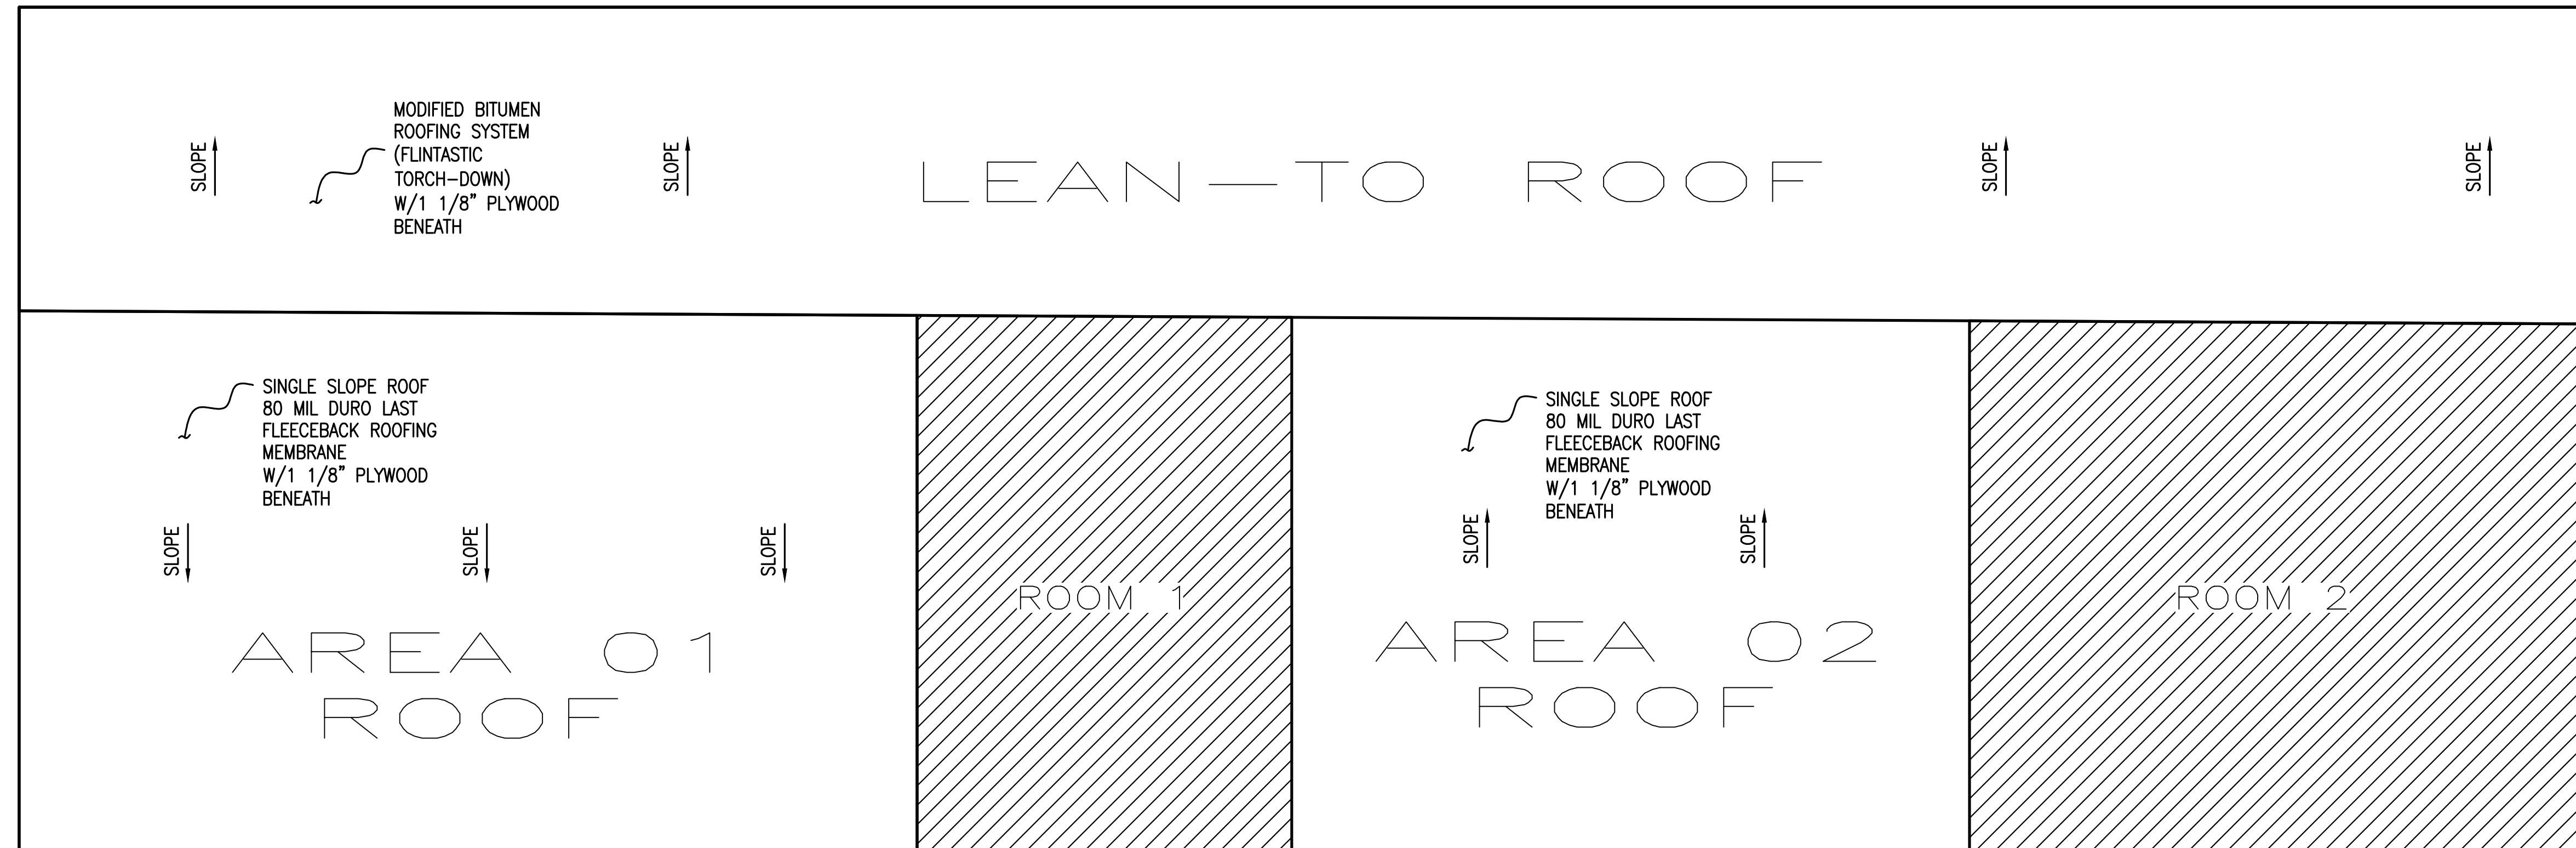 SLOPE
MODIFIED BITUMEN
ROOFING SYSTEM
(FLINTASTIC
TORCH-DOWN)
W/1 1/8" PLYWOOD
BENEATH
SLOPE
LEAN-TO ROOF
SLOPE
SLOPE
SINGLE SLOPE ROOF
80 MIL DURO LAST
FLEECEBACK ROOFING
MEMBRANE
W/1 1/8" PLYWOOD
BENEATH
SLOPE
SLOPE
SLOPE
AREA 01
ROOF
ROOM 1
SINGLE SLOPE ROOF
80 MIL DURO LAST
FLEECEBACK ROOFING
MEMBRANE
W/1 1/8" PLYWOOD
BENEATH
SLOPE
SLOPE
AREA 02
ROOF
ROOM 2